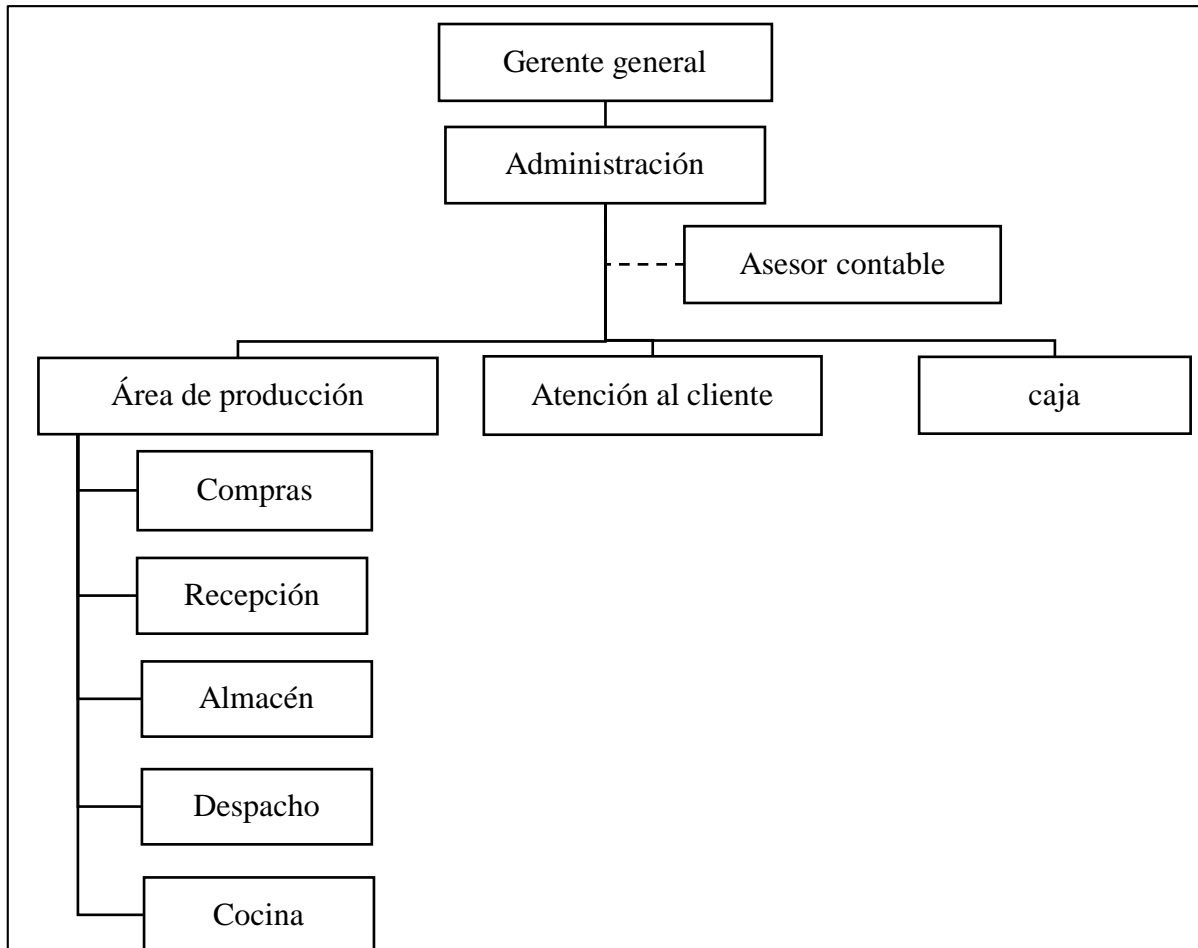 Gerente general
Administración
Asesor contable
Área de producción
Atención al cliente
caja
Compras
Recepción
Almacén
Despacho
Cocina